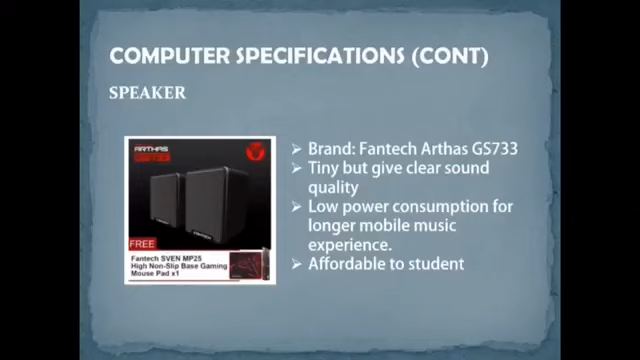 COMPUTER SPECIFICATIONS (CONT)
SPEAKER
ARTHAS
GS733
FREE
Fantech SVEN MP25
High Non-Slip Base Gaming
Mouse Pad x1
➢ Brand: Fantech Arthas GS733
➢ Tiny but give clear sound
quality
➢ Low power consumption for
longer mobile music
experience.
➢ Affordable to student